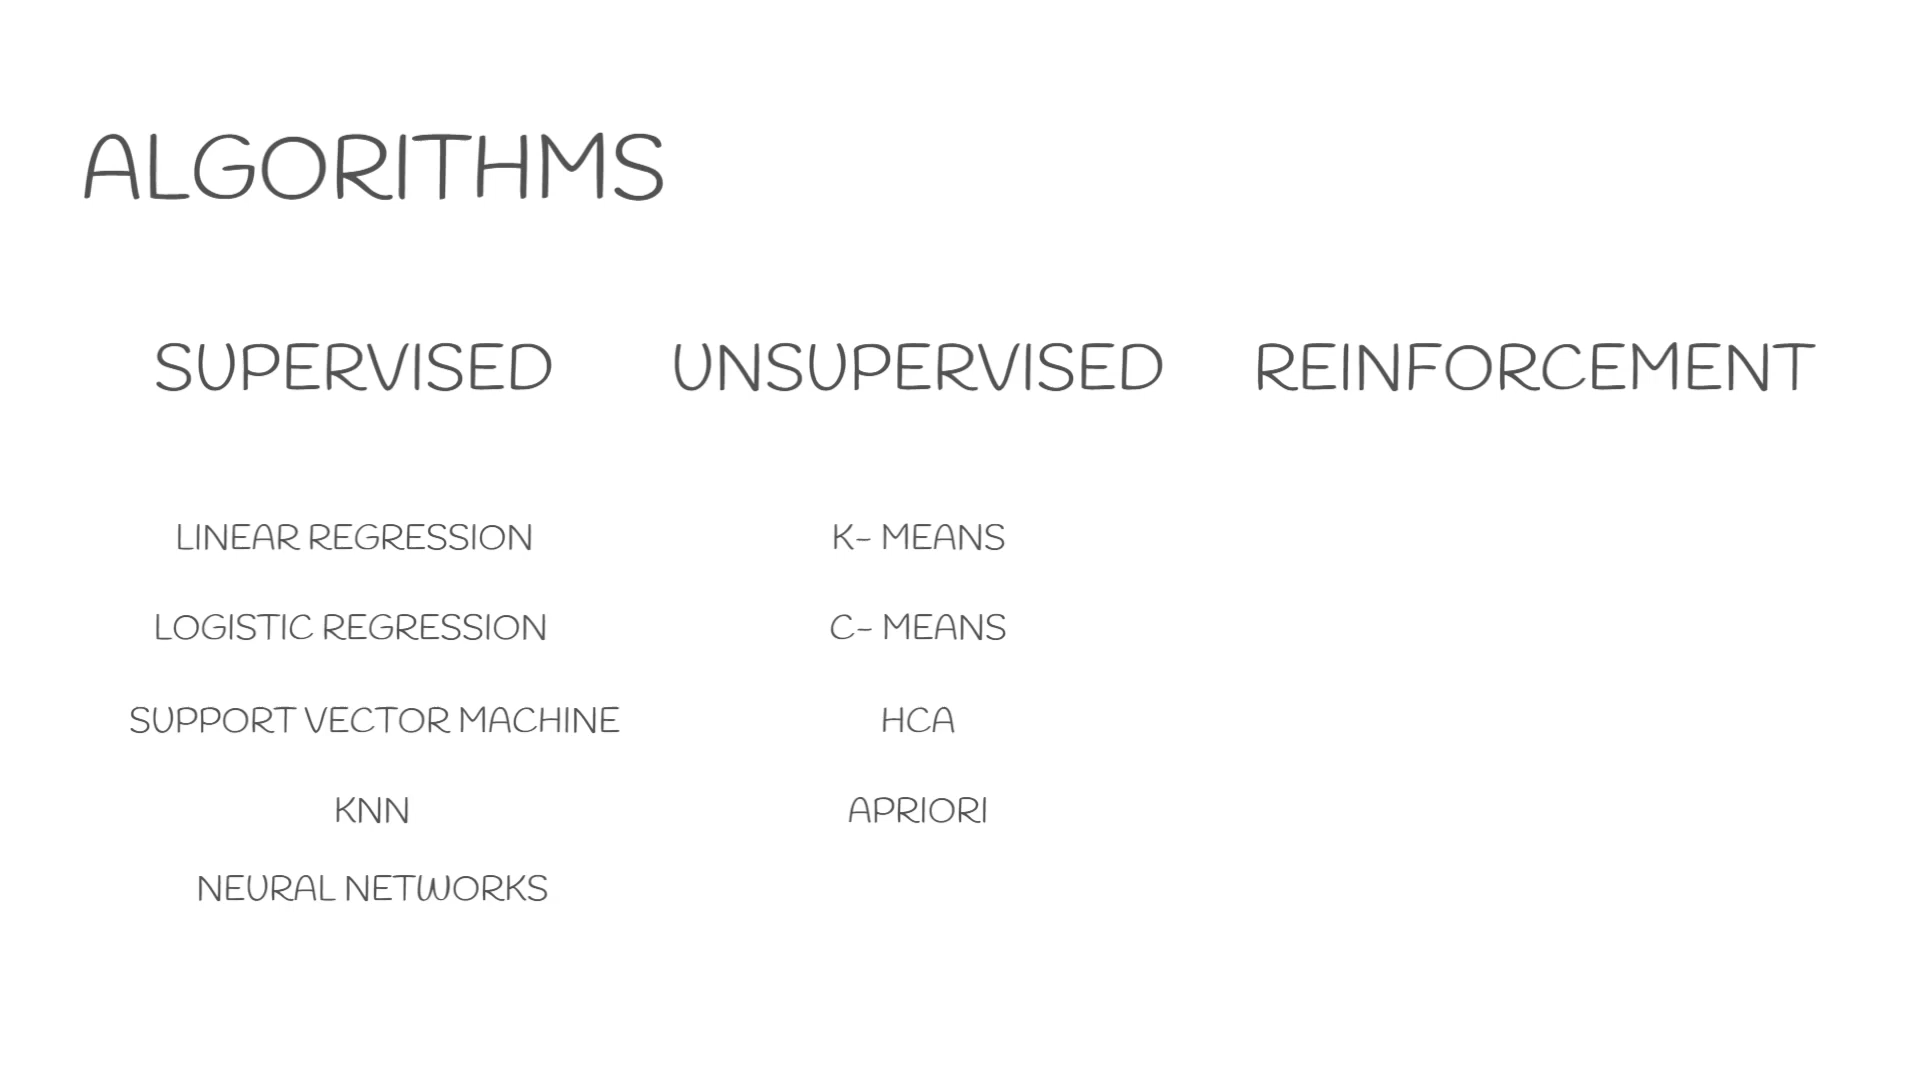 ALGORITHMS
SUPERVISED UNSUPERVISED REINFORCEMENT
LINEAR REGRESSION K- MEANS
LOGISTIC REGRESSION C- MEANS
SUPPORT VECTOR MACHINE HCA
KNN APRIORI
NEURAL NETWORKS